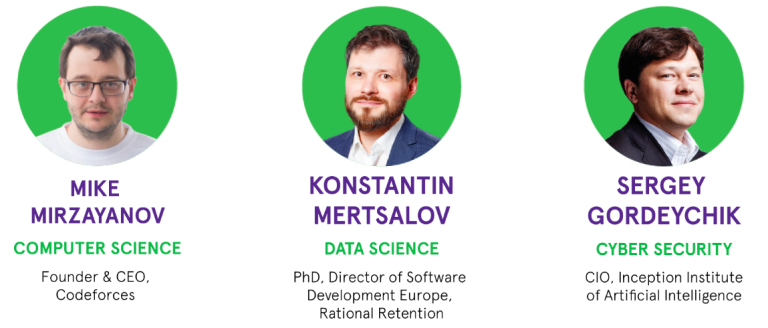 MIKE
MIRZAYANOV
COMPUTER SCIENCE
Founder & CEO,
Codeforces
KONSTANTIN
MERTSALOV
DATA SCIENCE
PhD, Director of Software
Development Europe,
Rational Retention
SERGEY
GORDEYCHIK
CYBER SECURITY
CIO, Inception Institute
of Artificial Intelligence